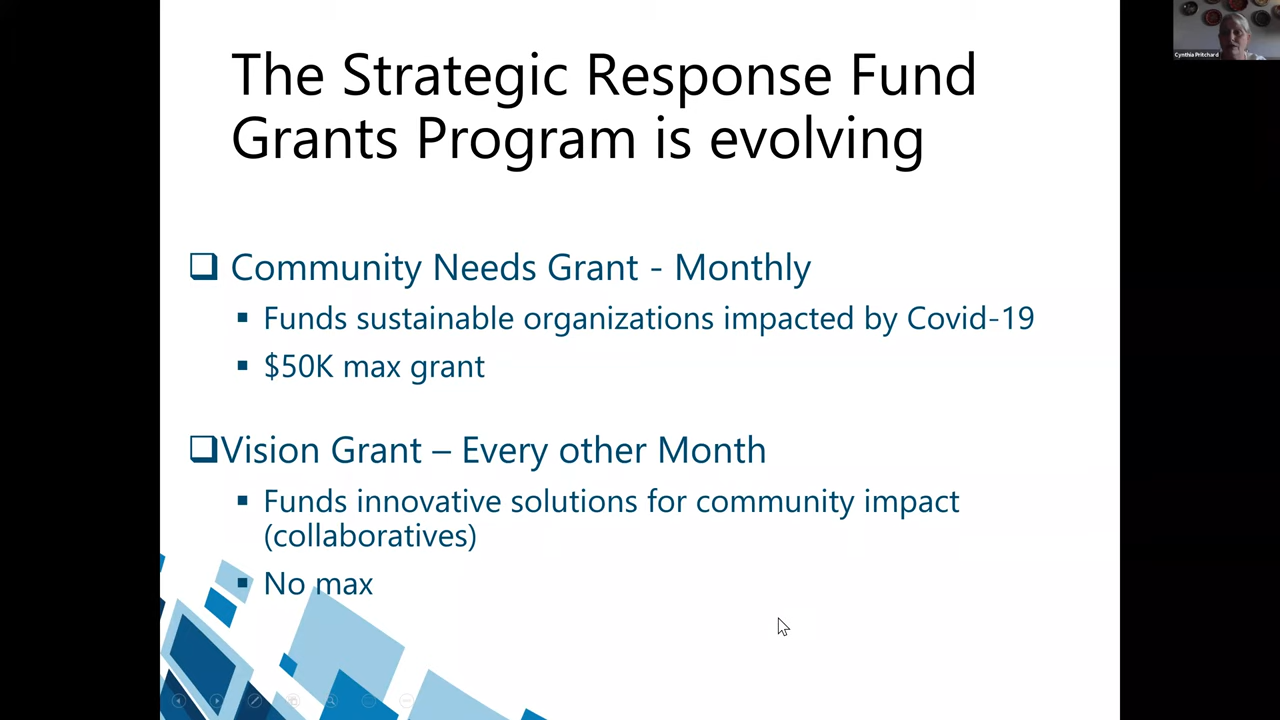 The Strategic Response Fund
Grants Program is evolving
Cynthia Pritchard
❑ Community Needs Grant - Monthly
▪ Funds sustainable organizations impacted by Covid-19
▪ $50K max grant
❑Vision Grant – Every other Month
▪ Funds innovative solutions for community impact
(collaboratives)
▪ No max